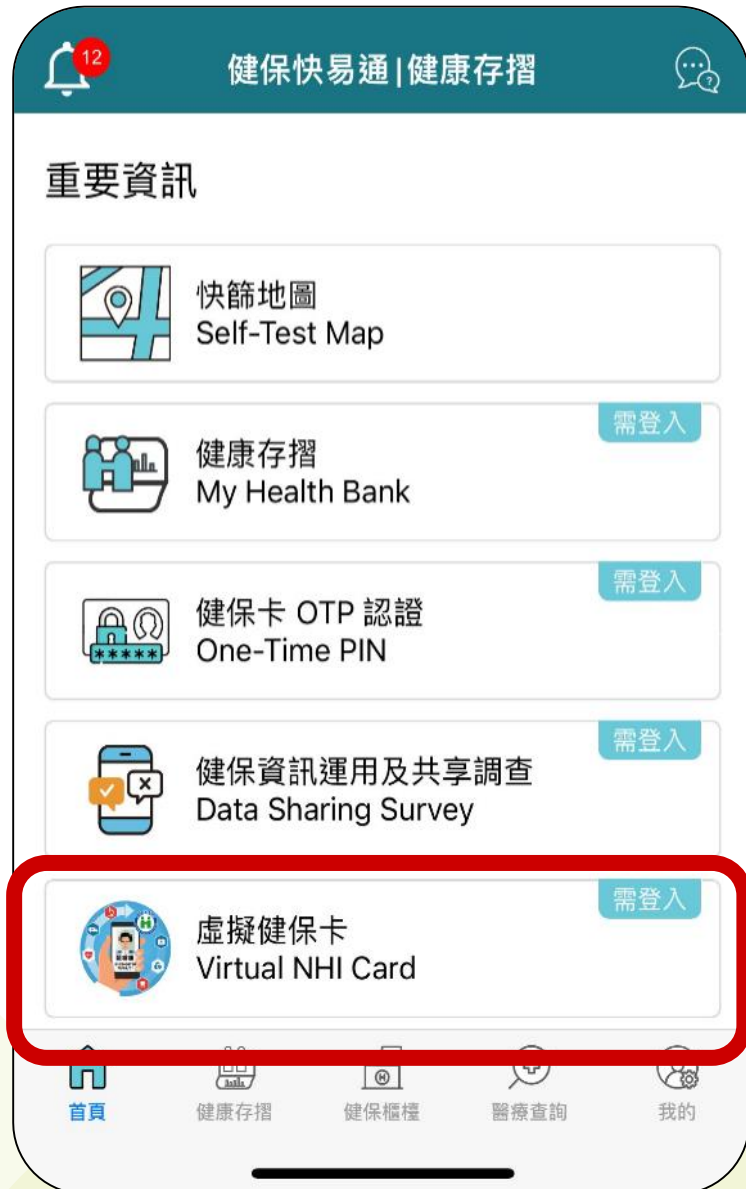 12
健保快易通|健康存摺
重要資訊
快篩地圖
Self-Test Map
需登入
健康存摺
My Health Bank
需登入
健保卡 OTP 認證
One-Time PIN
*****
需登入
健保資訊運用及共享調查
Data Sharing Survey
需登入
虛擬健保卡
Virtual NHI Card
首頁
健康存摺
健保櫃檯
醫療查詢
我的